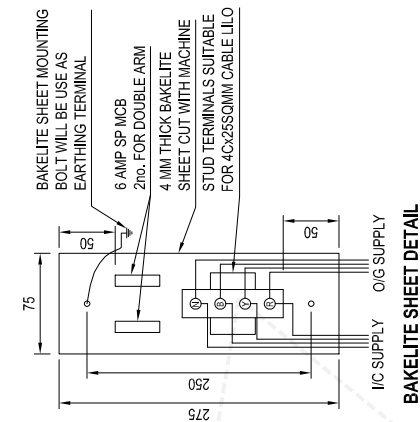 BAKELITE SHEET MOUNTING
BOLT WILL BE USE AS
EARTHING TERMINAL
6 AMP SP MCB
2no. FOR DOUBLE ARM
4 MM THICK BAKELITE
SHEET CUT WITH MACHINE
STUD TERMINALS SUITABLE
FOR 4Cx25SQMM CABLE LILO
75
50
50
250
275
N
B
Y
R
I/C SUPPLY
O/G SUPPLY
BAKELITE SHEET DETAIL